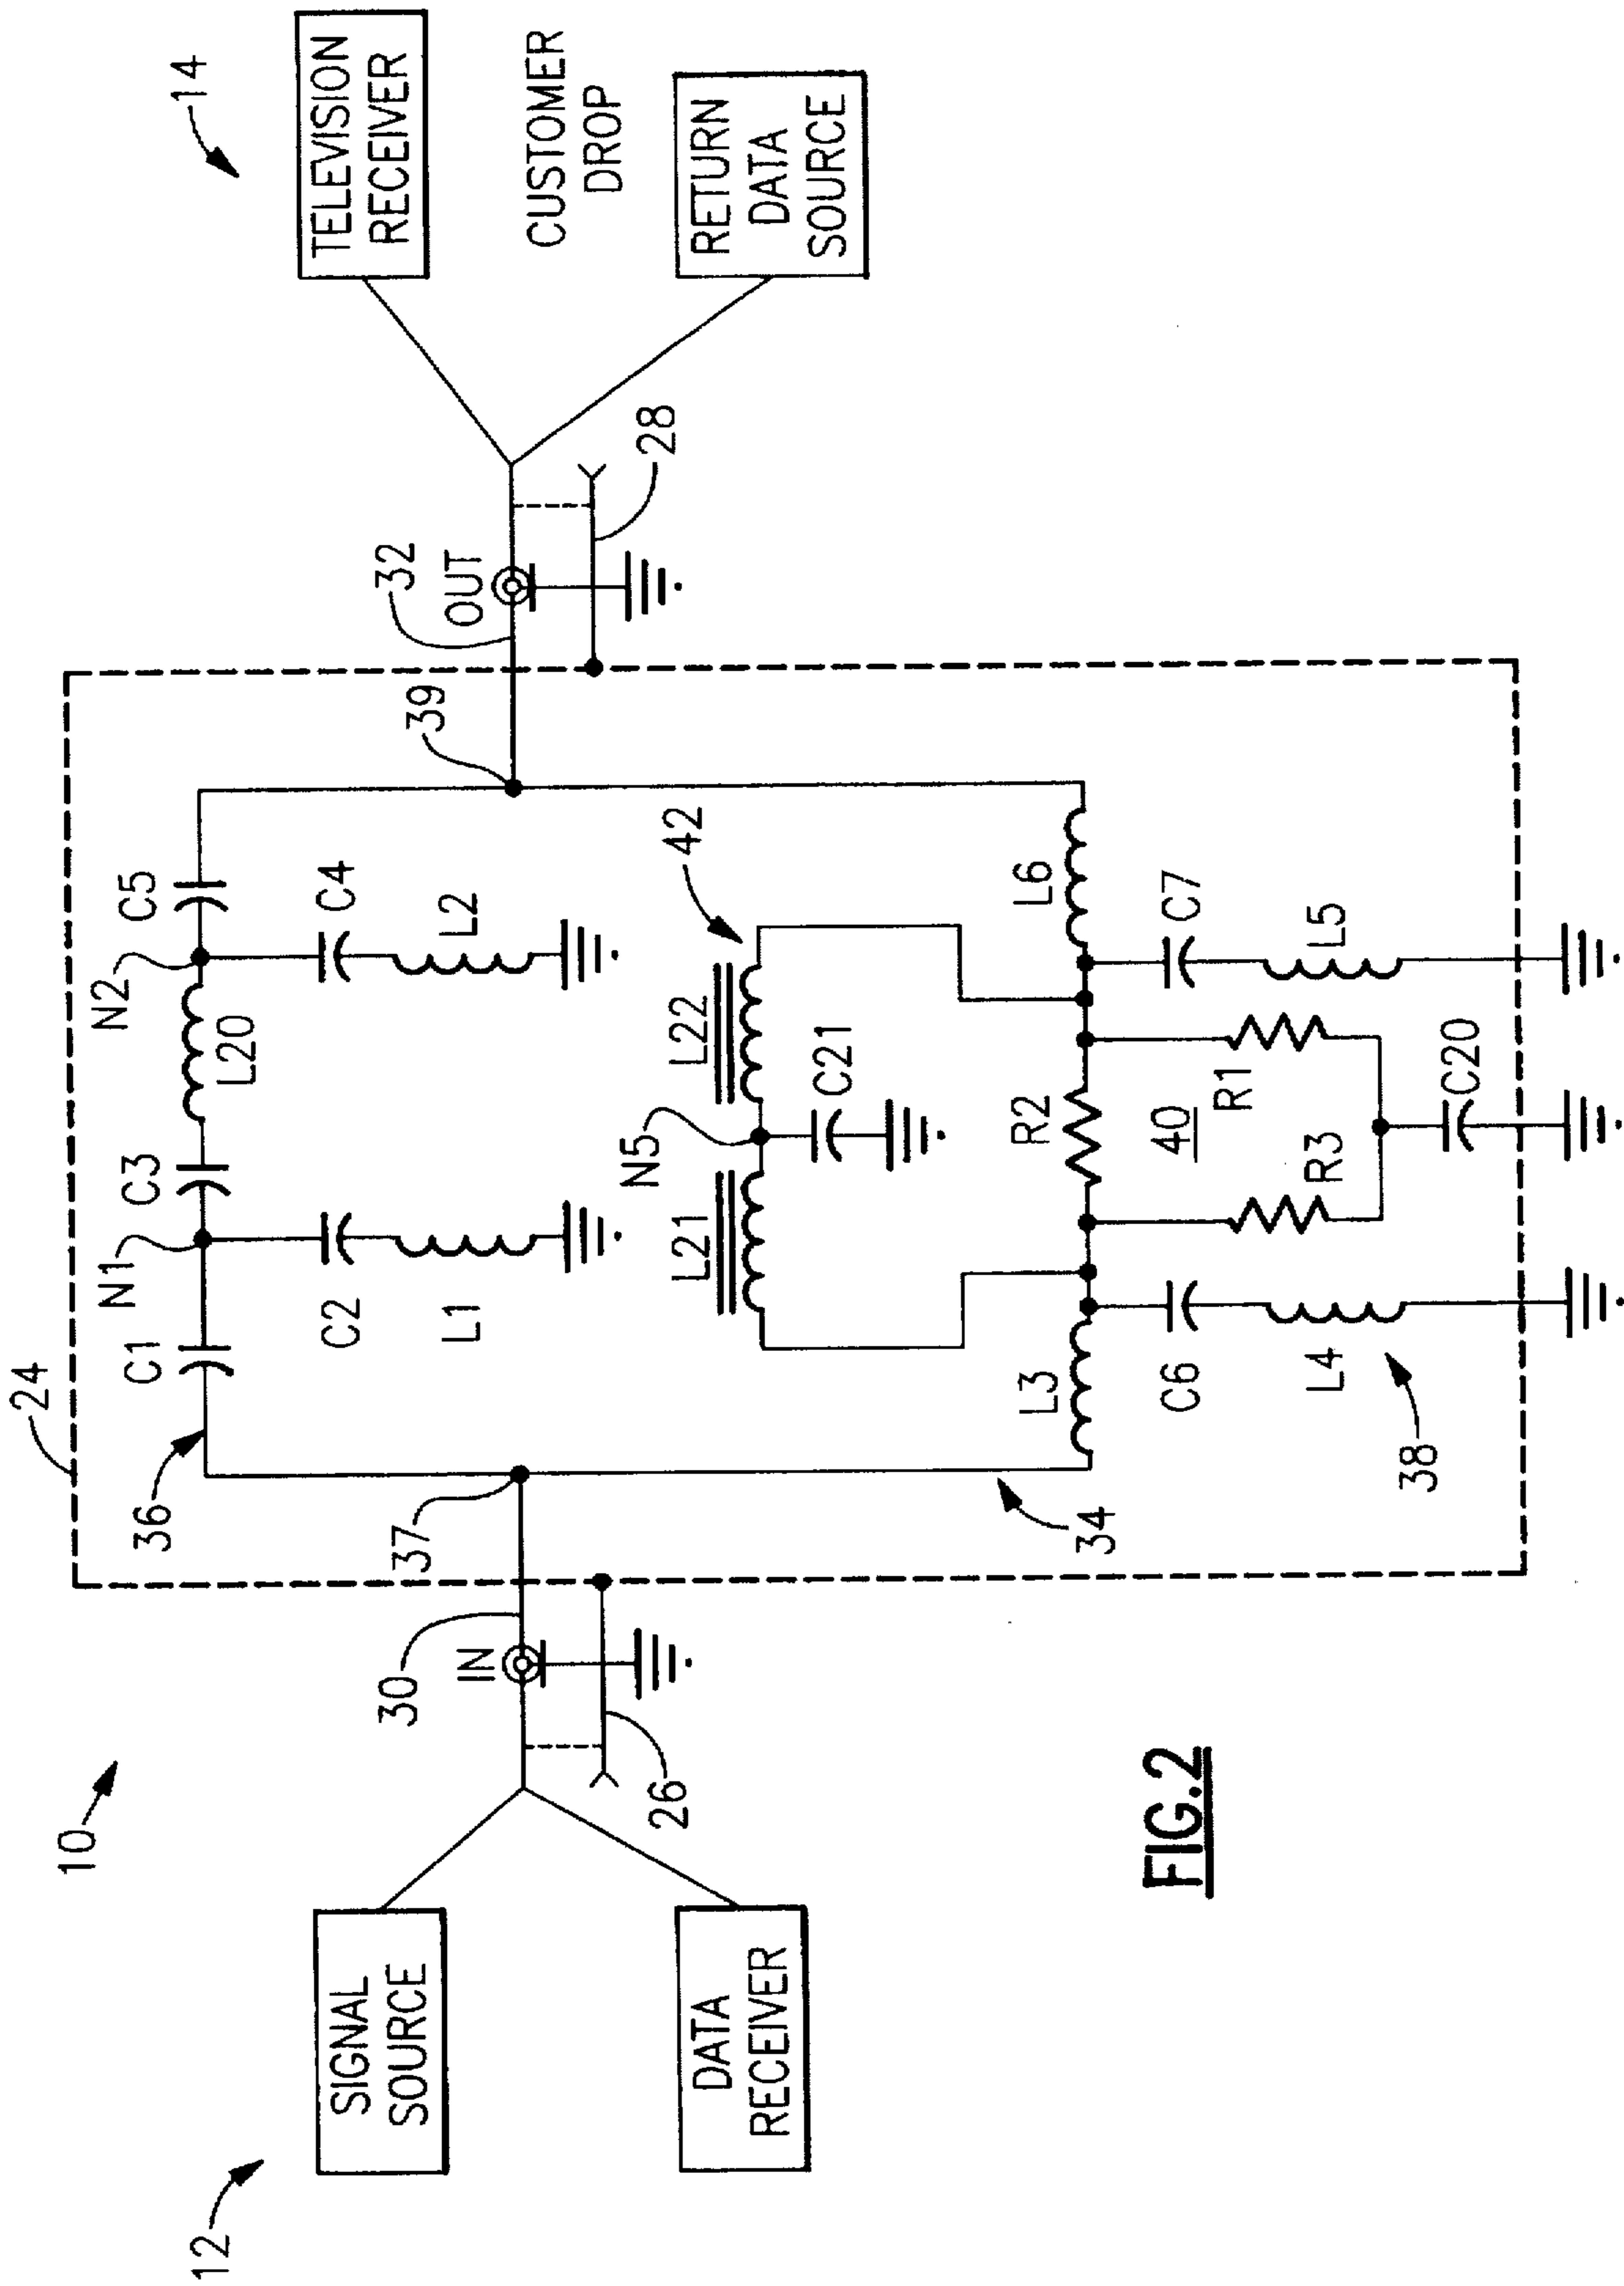 10
12
SIGNAL
SOURCE
DATA
RECEIVER
IN
30
26
24
36
37
34
C1
N1
C2
L1
C3
L20
N2
C4
L2
C5
39
L21
N5
L22
C21
42
L3
R2
L6
C6
L4
38
R3
40
R1
C20
C7
L5
32
OUT
28
14
TELEVISION
RECEIVER
CUSTOMER
DROP
RETURN
DATA
SOURCE
FIG.2